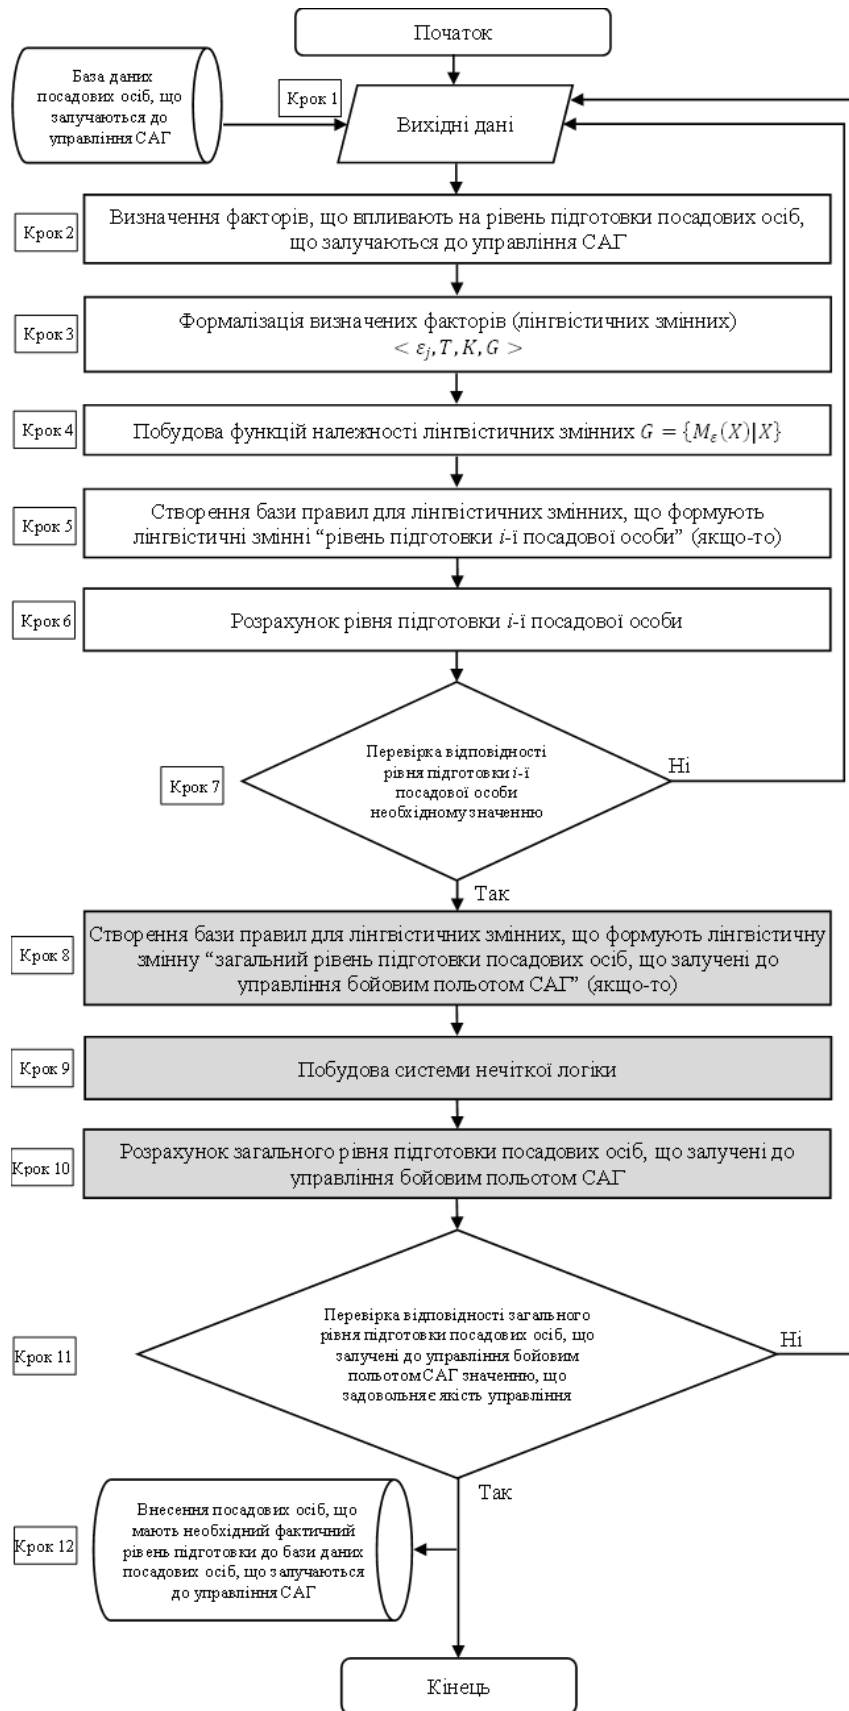 Початок
База даних
посадових осіб, що
залучаються до
управління САГ
Крок 1
Вихідні дані
Крок 2
Визначення факторів, що впливають на рівень підготовки посадових осіб,
що залучаються до управління САГ
Крок 3
Формалізація визначених факторів (лінгвістичних змінних)
< εⱼ, T, K, G >
Крок 4
Побудова функцій належності лінгвістичних змінних G = {M_ε(X)|X}
Крок 5
Створення бази правил для лінгвістичних змінних, що формують
лінгвістичні змінні “рівень підготовки i-ї посадової особи” (якщо-то)
Крок 6
Розрахунок рівня підготовки i-ї посадової особи
Крок 7
Перевірка відповідності
рівня підготовки i-ї
посадової особи
необхідному значенню
Ні
Так
Крок 8
Створення бази правил для лінгвістичних змінних, що формують лінгвістичну
змінну “загальний рівень підготовки посадових осіб, що залучені до
управління бойовим польотом САГ” (якщо-то)
Крок 9
Побудова системи нечіткої логіки
Крок 10
Розрахунок загального рівня підготовки посадових осіб, що залучені до
управління бойовим польотом САГ
Крок 11
Перевірка відповідності загального
рівня підготовки посадових осіб, що
залучені до управління бойовим
польотом САГ значенню, що
задовольняє якість управління
Ні
Так
Крок 12
Внесення посадових осіб, що
мають необхідний фактичний
рівень підготовки до бази даних
посадових осіб, що залучаються
до управління САГ
Кінець